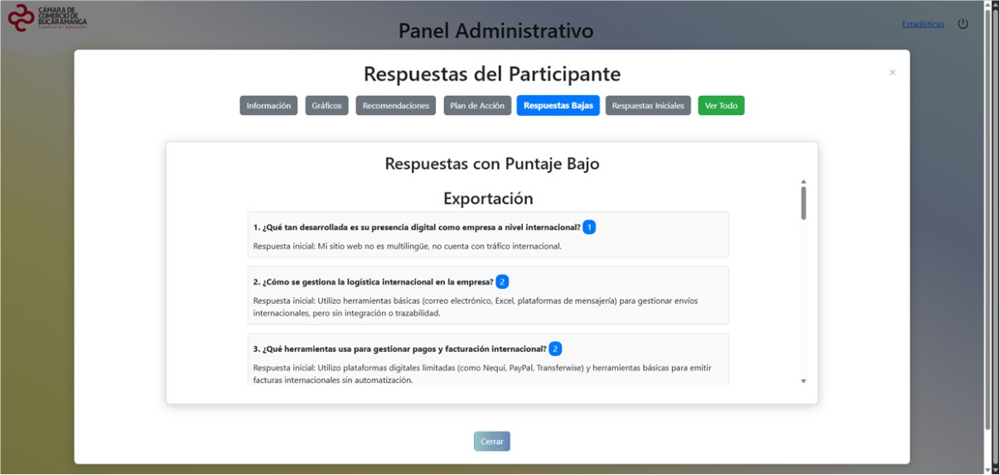 CÁMARA DE
COMERCIO DE
BUCARAMANGA
Creemos en Santander
Panel Administrativo
Estadísticas
Respuestas del Participante
×
Información
Gráficos
Recomendaciones
Plan de Acción
Respuestas Bajas
Respuestas Iniciales
Ver Todo
Respuestas con Puntaje Bajo
Exportación
1. ¿Qué tan desarrollada es su presencia digital como empresa a nivel internacional? 1
Respuesta inicial: Mi sitio web no es multilingüe, no cuenta con tráfico internacional.
2. ¿Cómo se gestiona la logística internacional en la empresa? 2
Respuesta inicial: Utilizo herramientas básicas (correo electrónico, Excel, plataformas de mensajería) para gestionar envíos
internacionales, pero sin integración o trazabilidad.
3. ¿Qué herramientas usa para gestionar pagos y facturación internacional? 2
Respuesta inicial: Utilizo plataformas digitales limitadas (como Nequi, PayPal, Transferwise) y herramientas básicas para emitir
facturas internacionales sin automatización.
Cerrar